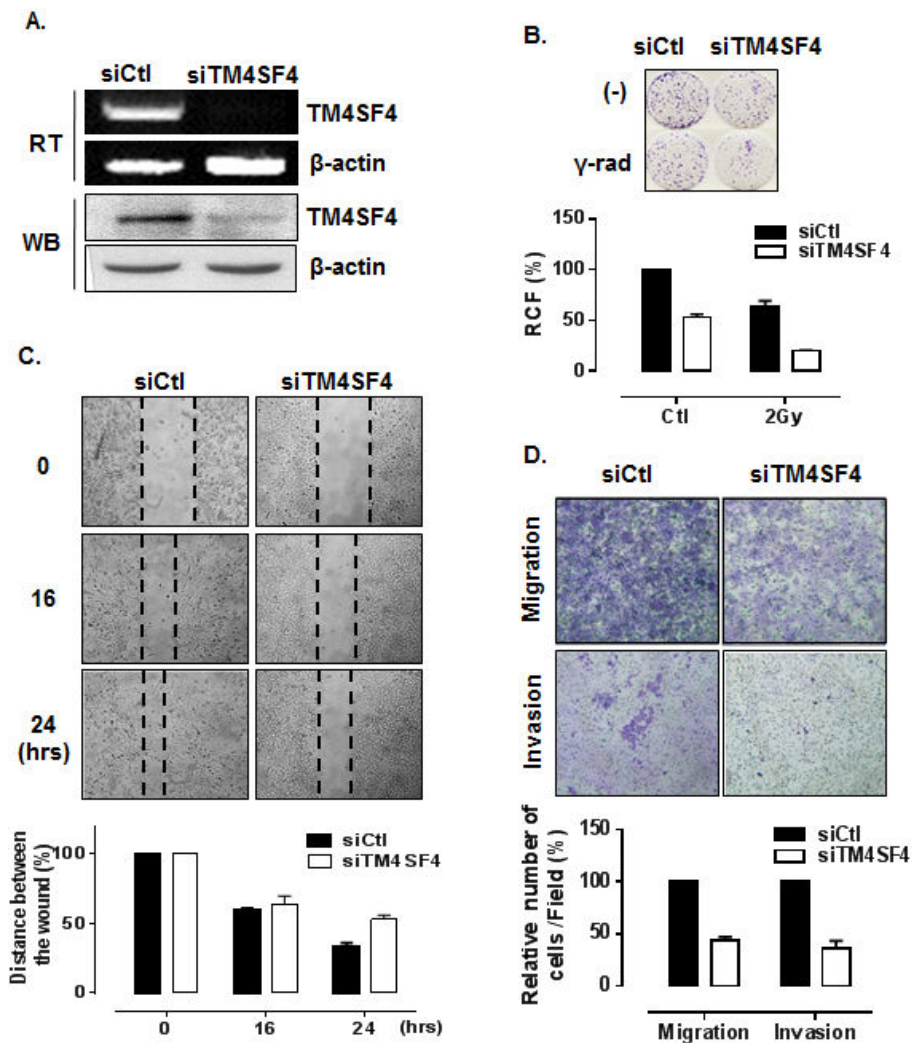 A.
siCtl siTM4SF4
RT
TM4SF4
β-actin
WB
TM4SF4
β-actin
B.
siCtl siTM4SF4
(-)
γ-rad
150
100
50
0
RCF (%)
siCtl
siTM4SF4
Ctl 2Gy
C.
siCtl siTM4SF4
0
16
24
(hrs)
Distance between
the wound (%)
100
50
0
siCtl
siTM4SF4
0 16 24 (hrs)
D.
siCtl siTM4SF4
Migration
Invasion
Relative number of
cells /Field (%)
150
100
50
0
siCtl
siTM4SF4
Migration Invasion